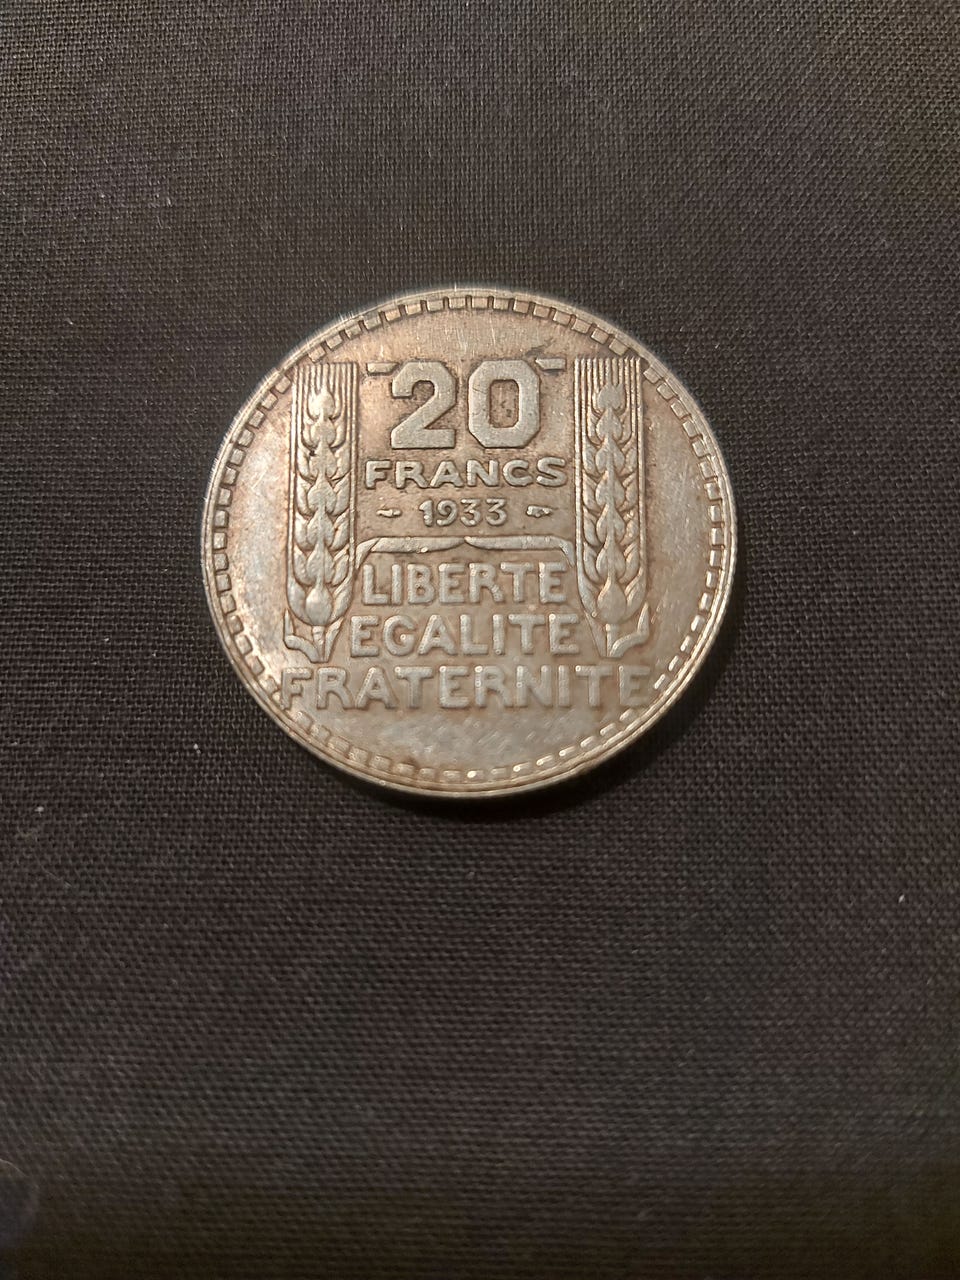 20
FRANCS
- 1933 -
LIBERTE
EGALITE
FRATERNITE